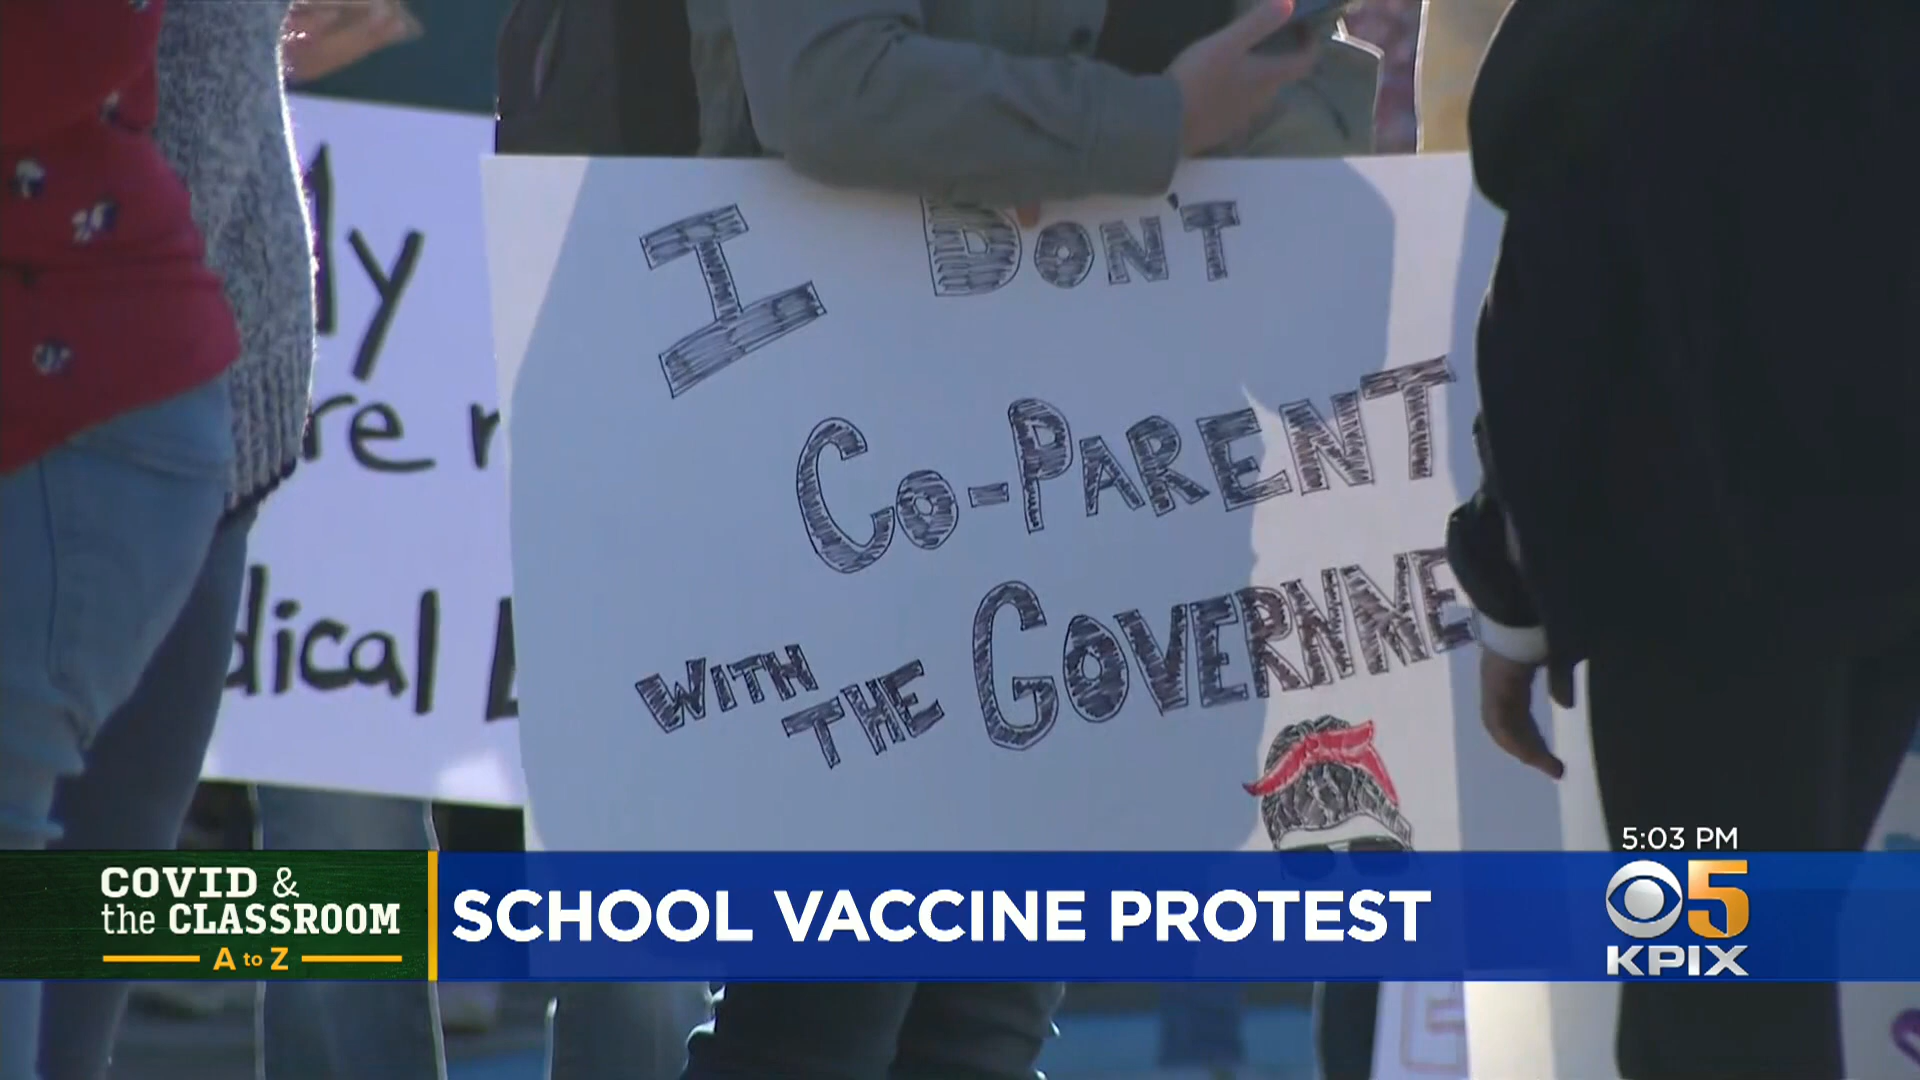 I DON'T
CO-PARENT
WITH THE GOVERNME
ly
re
dical
5:03 PM
COVID &
the CLASSROOM
A to Z
SCHOOL VACCINE PROTEST
5
KPIX